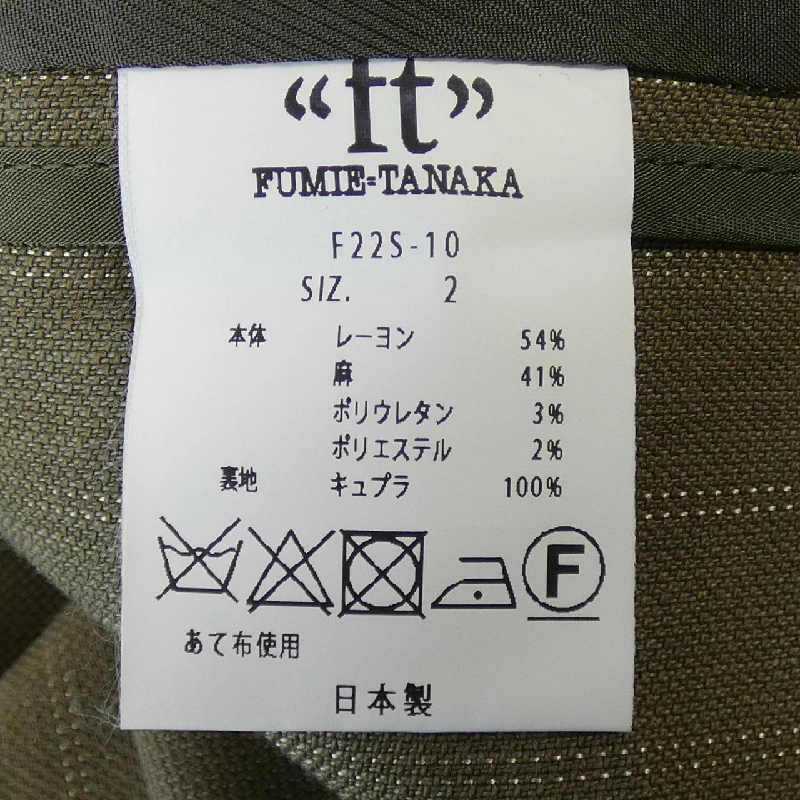 “ft”
FUMIE=TANAKA
F22S-10
SIZ. 2
本体 レーヨン 54%
麻 41%
ポリウレタン 3%
ポリエステル 2%
裏地 キュプラ 100%
F
あて布使用
日本製